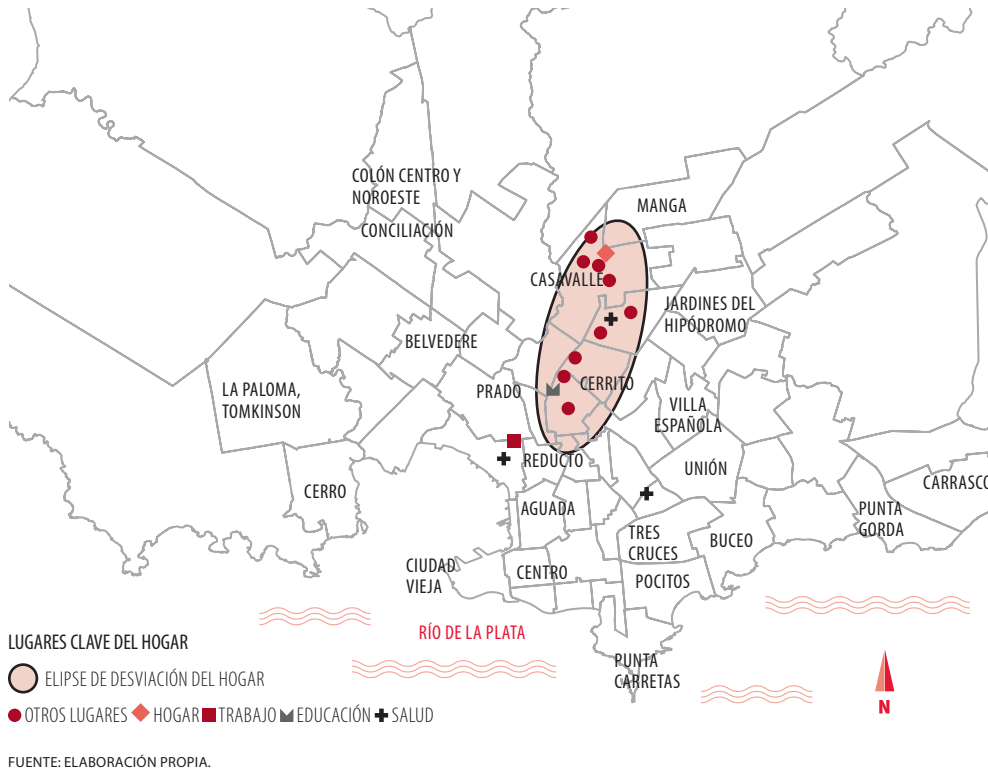 COLÓN CENTRO Y
NOROESTE
MANGA
CONCILIACIÓN
CASAVALLE
JARDINES DEL
HIPÓDROMO
BELVEDERE
LA PALOMA,
TOMKINSON
PRADO
CERRITO
VILLA
ESPAÑOLA
REDUCTO
UNIÓN
CERRO
CARRASCO
AGUADA
PUNTA
GORDA
TRES
CRUCES
BUCEO
CIUDAD
VIEJA
CENTRO
POCITOS
RÍO DE LA PLATA
PUNTA
CARRETAS
N
LUGARES CLAVE DEL HOGAR
ELIPSE DE DESVIACIÓN DEL HOGAR
OTROS LUGARES HOGAR TRABAJO EDUCACIÓN SALUD
FUENTE: ELABORACIÓN PROPIA.